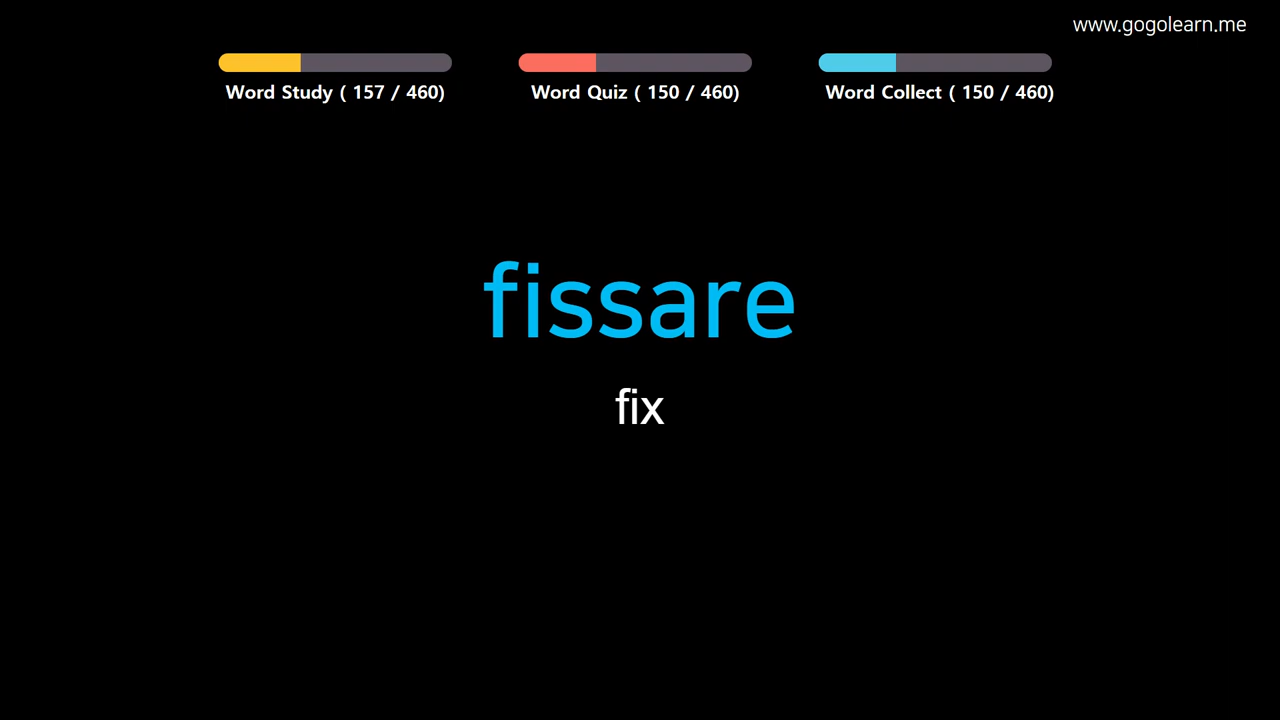 www.gogolearn.me
Word Study ( 157 / 460)
Word Quiz ( 150 / 460)
Word Collect ( 150 / 460)
fissare
fix